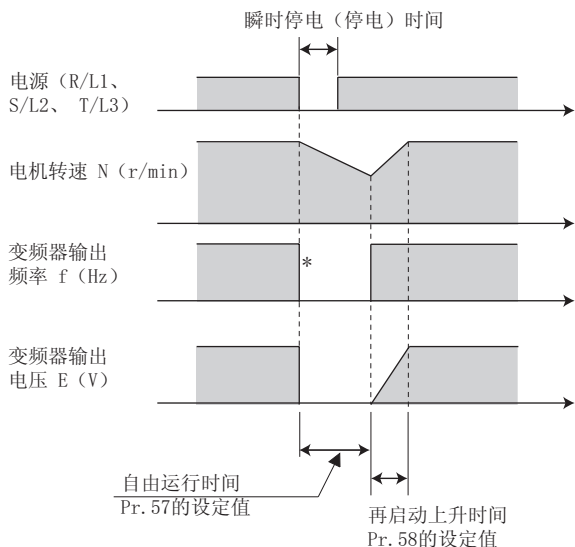 瞬时停电（停电）时间
电源（R/L1、
S/L2、 T/L3）
电机转速 N（r/min）
变频器输出
频率 f（Hz）
*
变频器输出
电压 E（V）
自由运行时间
Pr.57的设定值
再启动上升时间
Pr.58的设定值